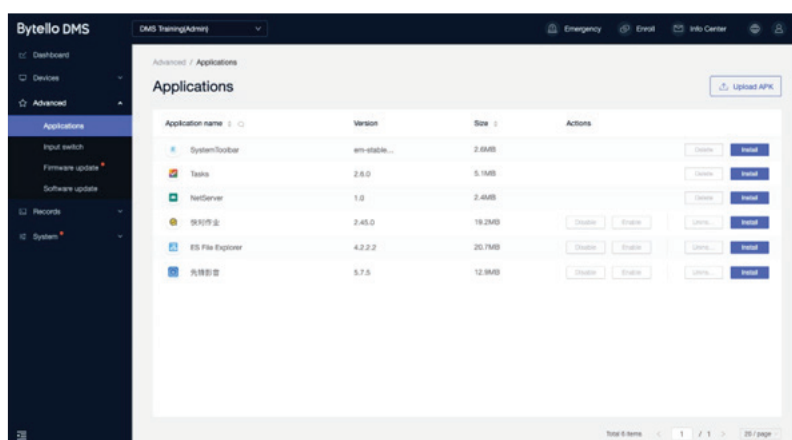 Bytello DMS
DMS Training(Admin)
Emergency
Enroll
Info Center
Dashboard
Devices
Advanced
Applications
Input switch
Firmware update
Software update
Records
System
Advanced / Applications
Applications
Upload APK
Application name Version Size Actions
SystemToolbar em-stable... 2.6MB Delete Install
Tasks 2.6.0 5.1MB Delete Install
NetServer 1.0 2.4MB Delete Install
快对作业 2.45.0 19.2MB Disable Enable Unins... Install
ES File Explorer 4.2.2.2 20.7MB Disable Enable Unins... Install
先锋影音 5.7.5 12.9MB Disable Enable Unins... Install
Total 6 items < 1 / 1 > 25 / page